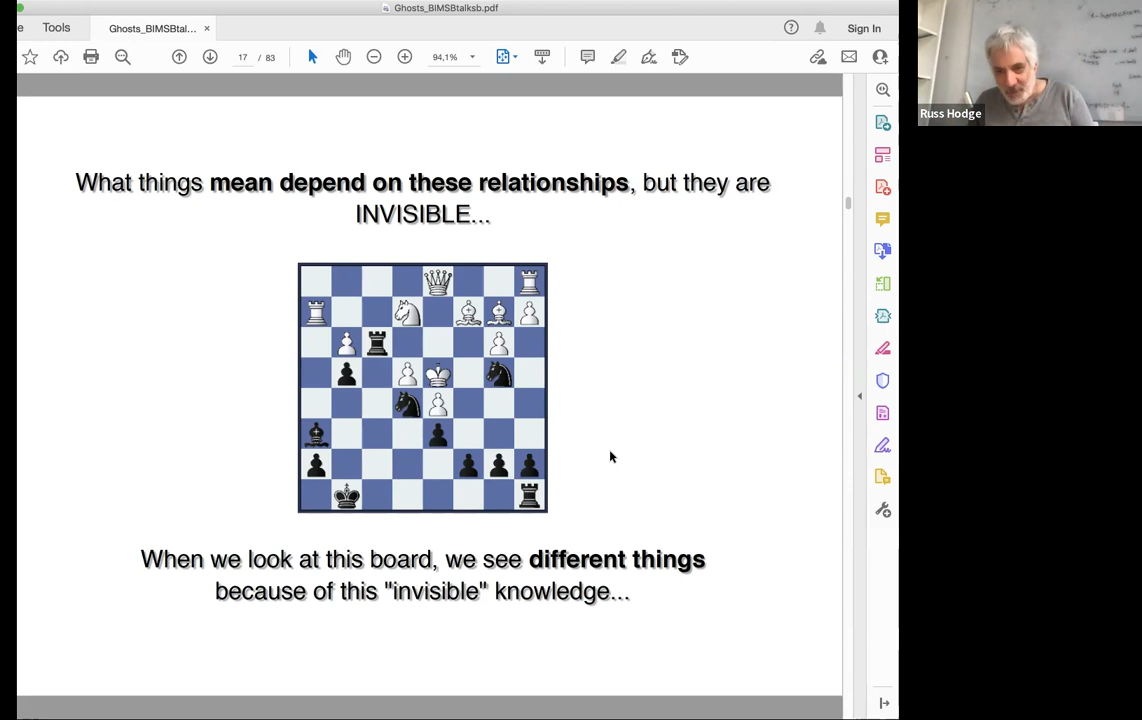 Ghosts_BIMSBtalksb.pdf
e
Tools
Ghosts_BIMSBtal... ×
Sign In
17 / 83
94,1%
Russ Hodge
What things mean depend on these relationships, but they are
INVISIBLE...
When we look at this board, we see different things
because of this "invisible" knowledge...